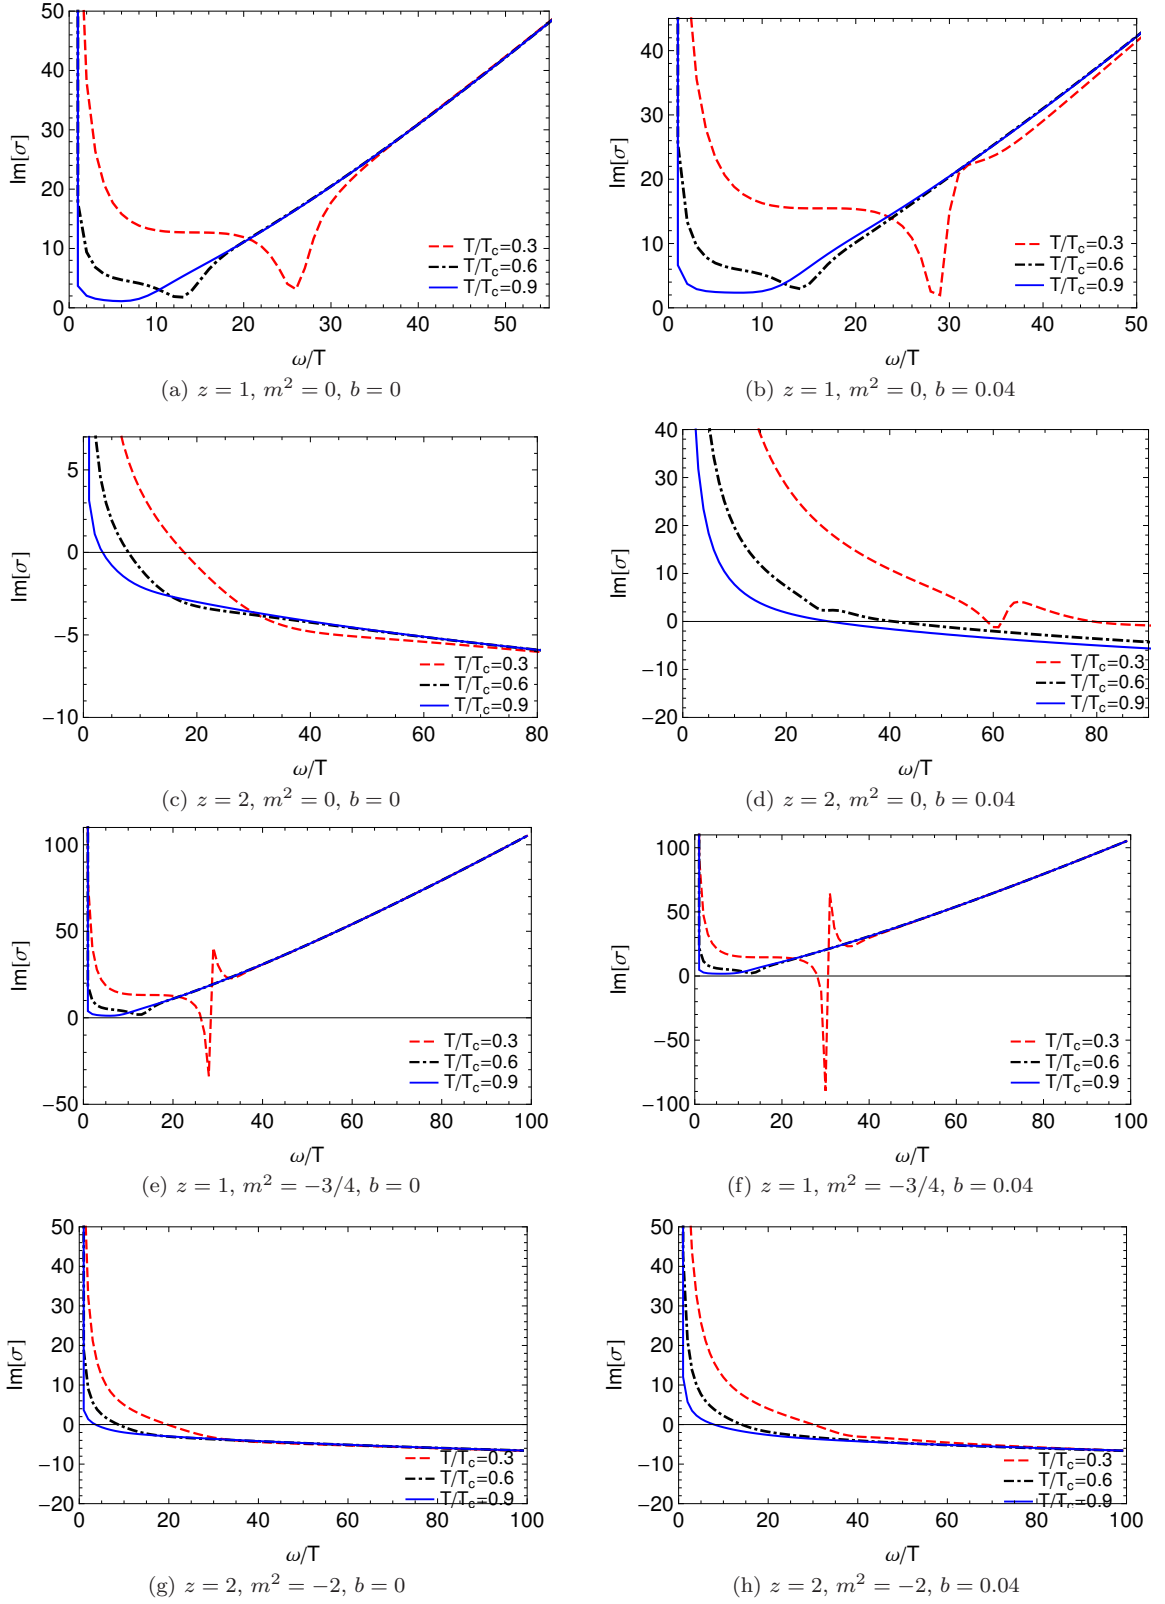 50
40
30
20
10
0
Im[σ]
0 10 20 30 40 50
ω/T
T/Tc=0.3
T/Tc=0.6
T/Tc=0.9
(a) z = 1, m² = 0, b = 0
40
30
20
10
0
Im[σ]
0 10 20 30 40 50
ω/T
T/Tc=0.3
T/Tc=0.6
T/Tc=0.9
(b) z = 1, m² = 0, b = 0.04
5
0
−5
−10
Im[σ]
0 20 40 60 80
ω/T
T/Tc=0.3
T/Tc=0.6
T/Tc=0.9
(c) z = 2, m² = 0, b = 0
40
30
20
10
0
−10
−20
Im[σ]
0 20 40 60 80
ω/T
T/Tc=0.3
T/Tc=0.6
T/Tc=0.9
(d) z = 2, m² = 0, b = 0.04
100
50
0
−50
Im[σ]
0 20 40 60 80 100
ω/T
T/Tc=0.3
T/Tc=0.6
T/Tc=0.9
(e) z = 1, m² = −3/4, b = 0
100
50
0
−50
−100
Im[σ]
0 20 40 60 80 100
ω/T
T/Tc=0.3
T/Tc=0.6
T/Tc=0.9
(f) z = 1, m² = −3/4, b = 0.04
50
40
30
20
10
0
−10
−20
Im[σ]
0 20 40 60 80 100
ω/T
T/Tc=0.3
T/Tc=0.6
T/Tc=0.9
(g) z = 2, m² = −2, b = 0
50
40
30
20
10
0
−10
−20
Im[σ]
0 20 40 60 80 100
ω/T
T/Tc=0.3
T/Tc=0.6
T/Tc=0.9
(h) z = 2, m² = −2, b = 0.04